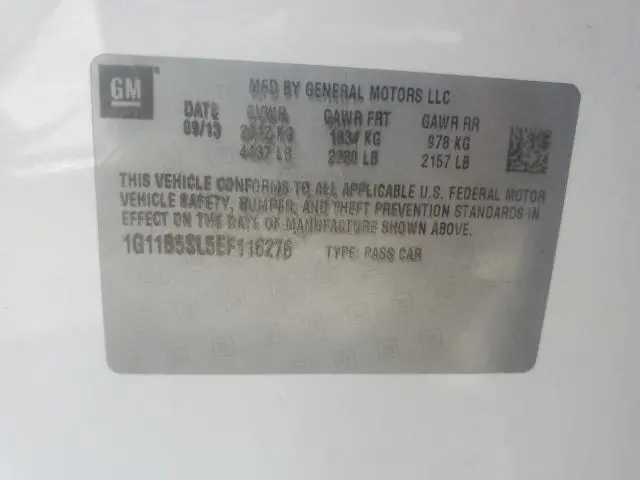 GM
MFD BY GENERAL MOTORS LLC
DATE GVWR GAWR FRT GAWR RR
09/13 2012 KG 1034 KG 978 KG
4437 LB 2280 LB 2157 LB
THIS VEHICLE CONFORMS TO ALL APPLICABLE U.S. FEDERAL MOTOR
VEHICLE SAFETY, BUMPER, AND THEFT PREVENTION STANDARDS IN
EFFECT ON THE DATE OF MANUFACTURE SHOWN ABOVE.
1G11B5SL5EF116276 TYPE: PASS CAR